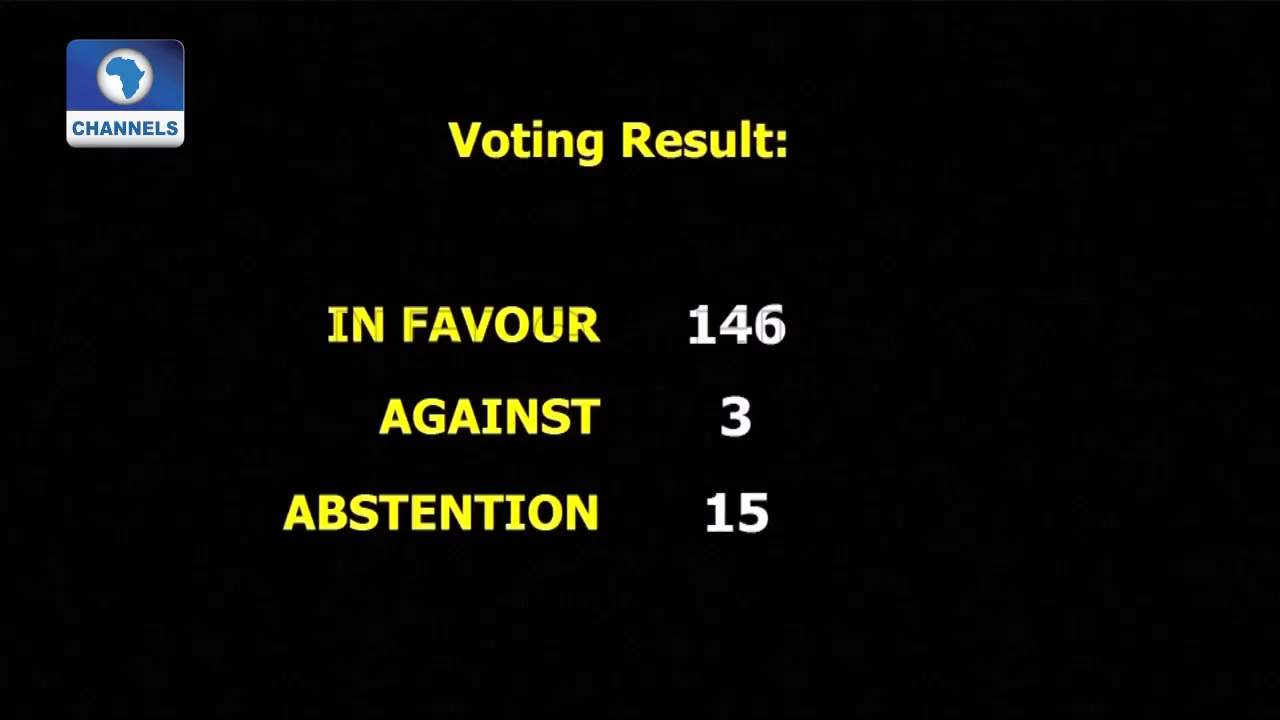 CHANNELS
Voting Result:
IN FAVOUR 146
AGAINST 3
ABSTENTION 15